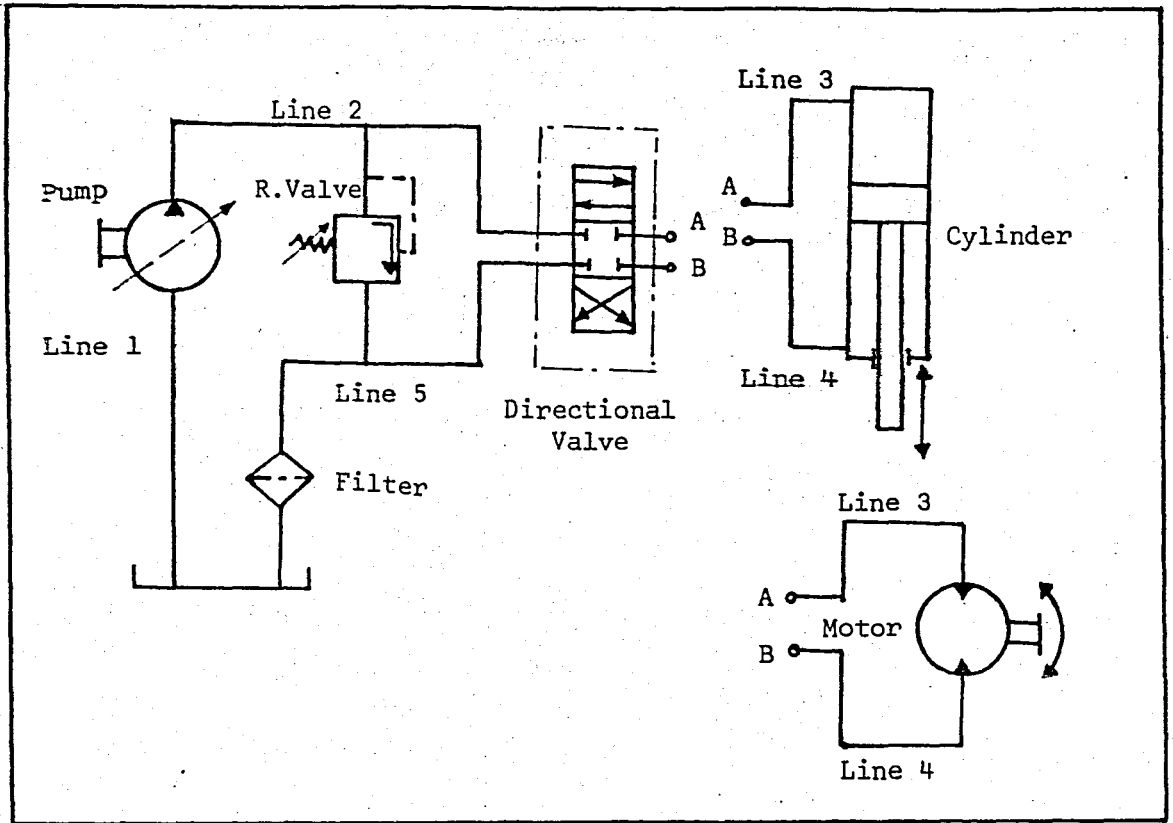 Line 2
Pump
R.Valve
A
B
Line 1
Line 5
Directional
Valve
Filter
Line 3
A
B
Cylinder
Line 4
Line 3
A
Motor
B
Line 4